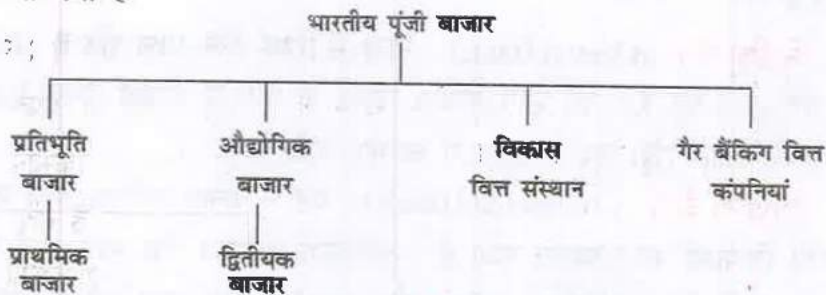 भारतीय पूंजी बाजार
प्रतिभूति बाजार
औद्योगिक बाजार
विकास वित्त संस्थान
गैर बैंकिग वित्त कंपनियां
प्राथमिक बाजार
द्वितीयक बाजार